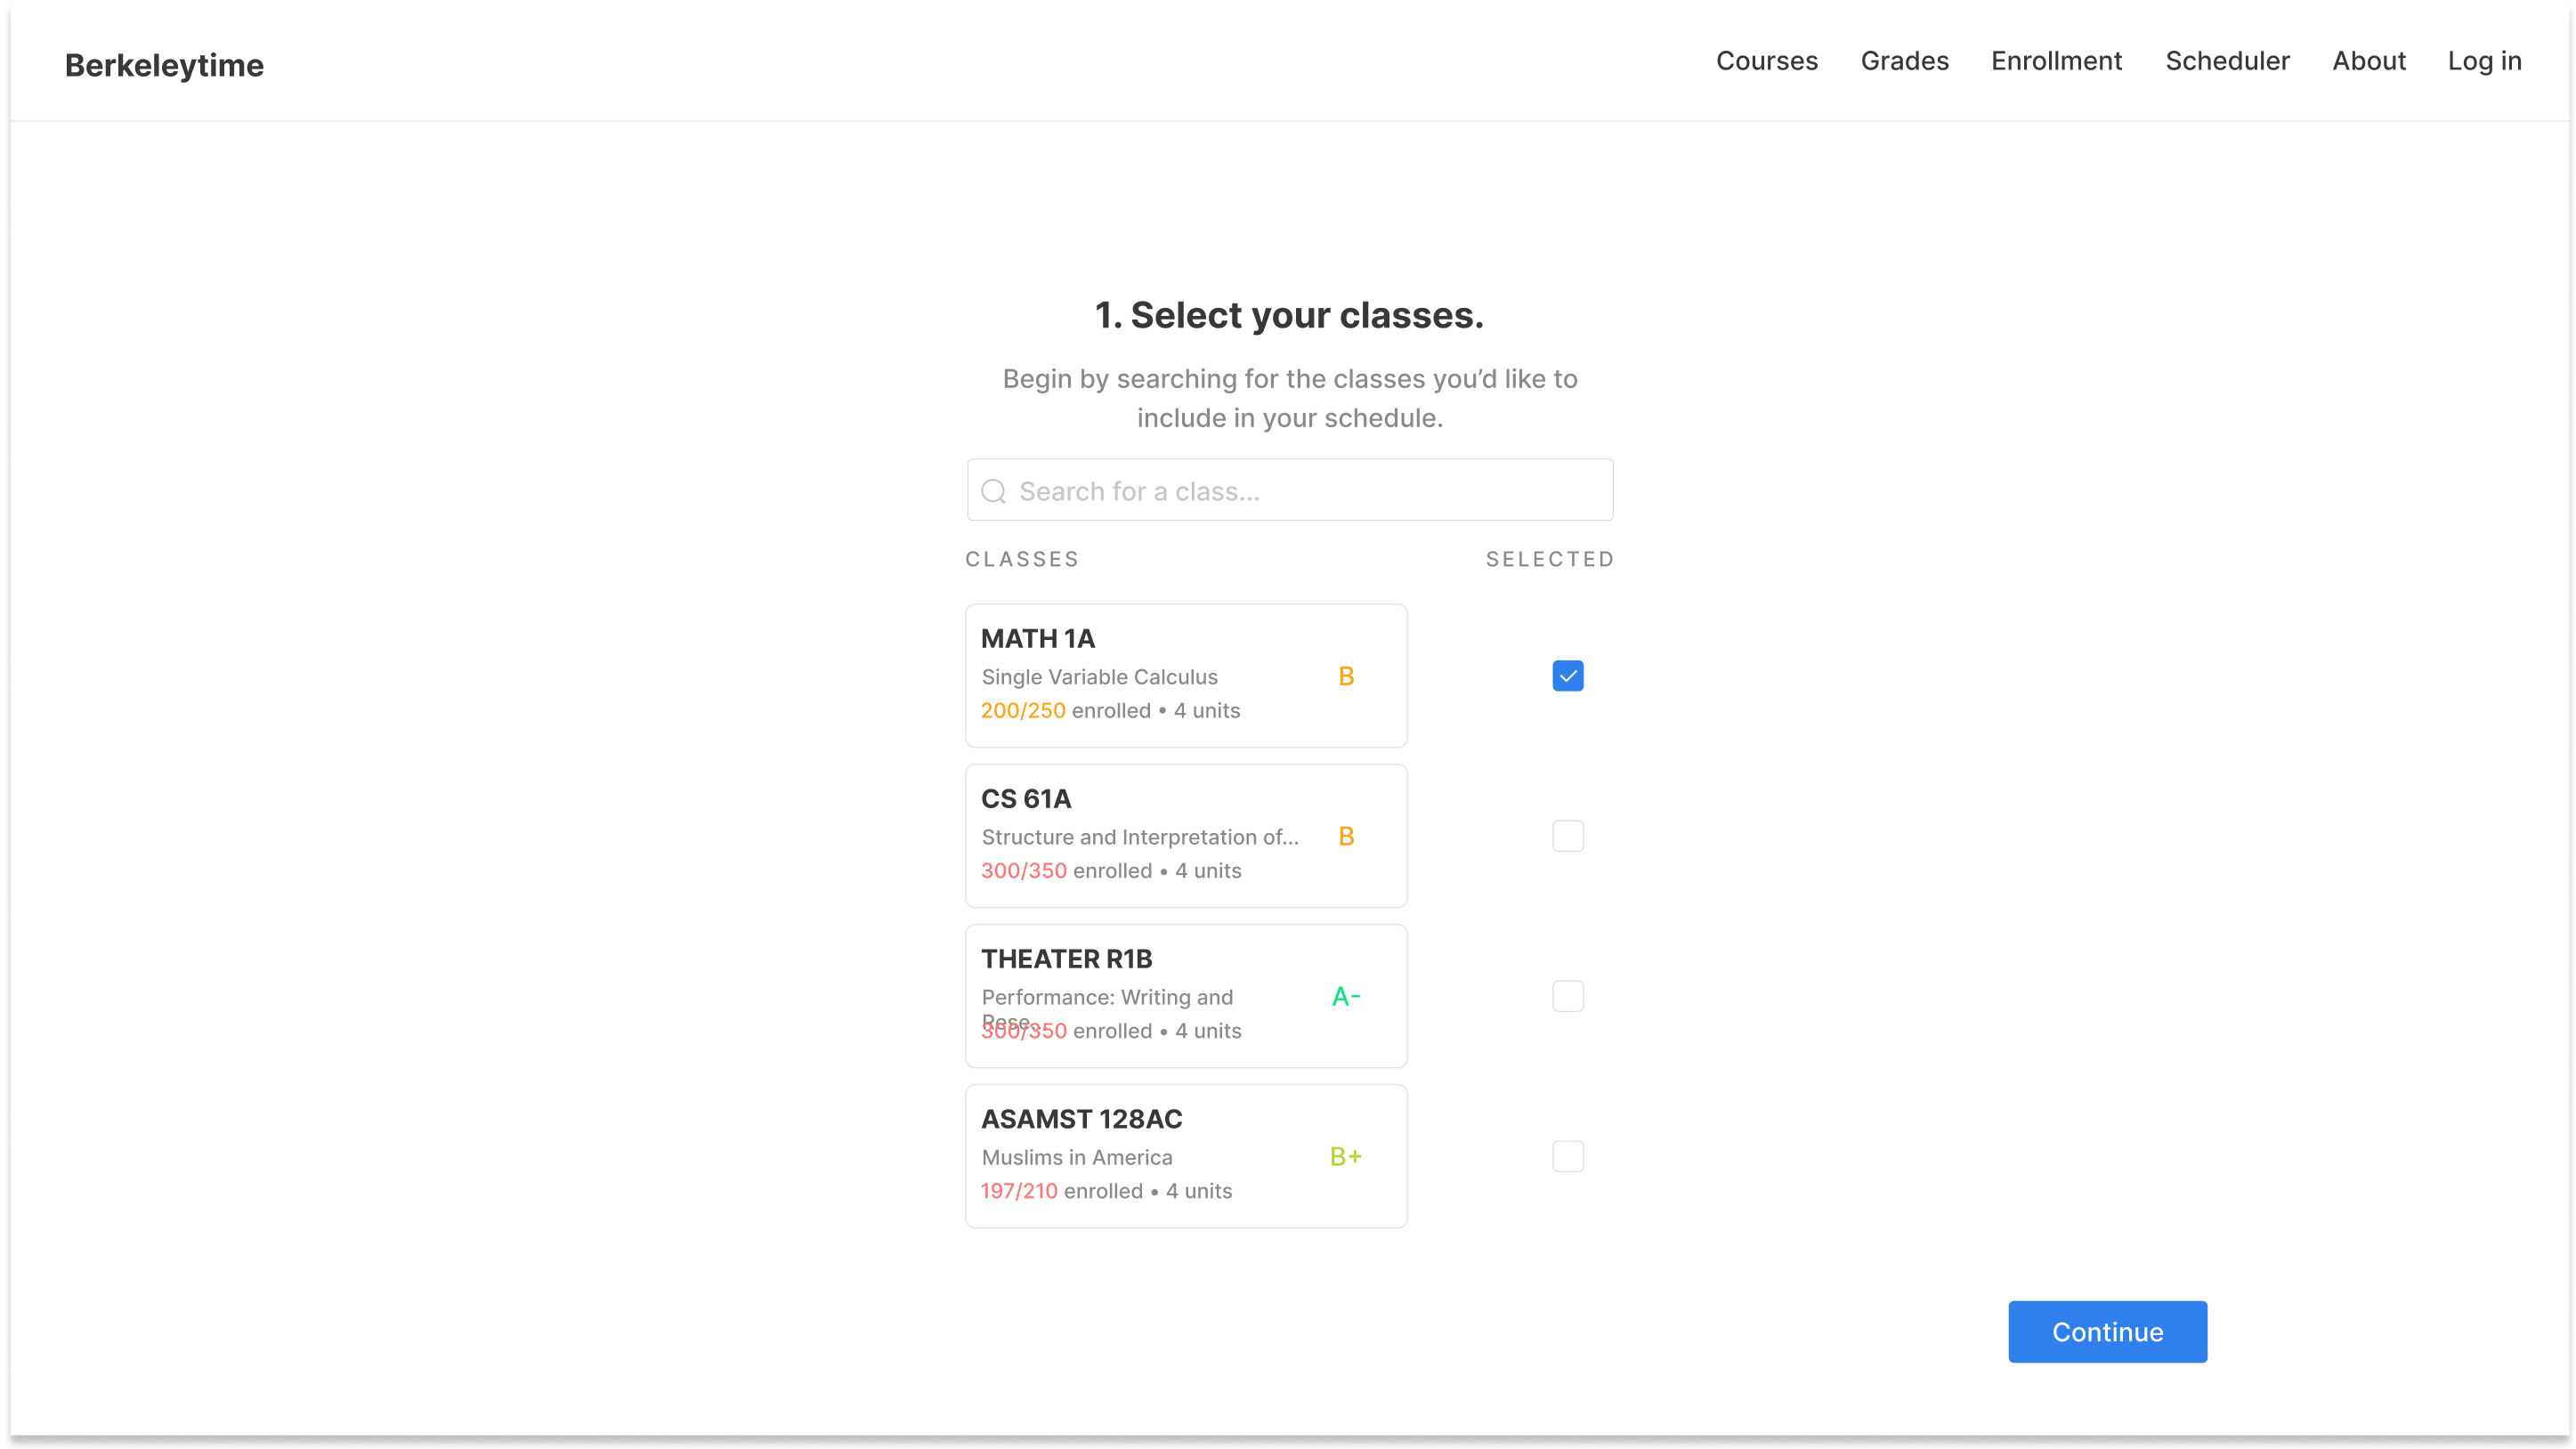 Berkeleytime
Courses Grades Enrollment Scheduler About Log in
1. Select your classes.
Begin by searching for the classes you’d like to
include in your schedule.
Search for a class...
CLASSES SELECTED
MATH 1A
Single Variable Calculus B
200/250 enrolled • 4 units
CS 61A
Structure and Interpretation of... B
300/350 enrolled • 4 units
THEATER R1B
Performance: Writing and A-
Rese...
300/350 enrolled • 4 units
ASAMST 128AC
Muslims in America B+
197/210 enrolled • 4 units
Continue